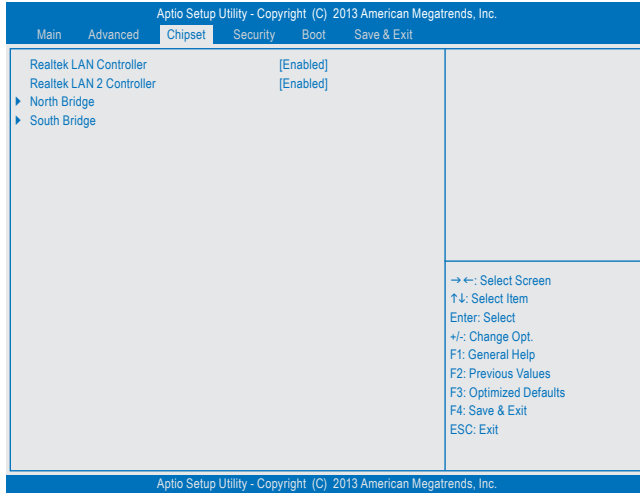 Aptio Setup Utility - Copyright (C) 2013 American Megatrends, Inc.
Main Advanced Chipset Security Boot Save & Exit
Realtek LAN Controller [Enabled]
Realtek LAN 2 Controller [Enabled]
North Bridge
South Bridge
→←: Select Screen
↑↓: Select Item
Enter: Select
+/-: Change Opt.
F1: General Help
F2: Previous Values
F3: Optimized Defaults
F4: Save & Exit
ESC: Exit
Aptio Setup Utility - Copyright (C) 2013 American Megatrends, Inc.